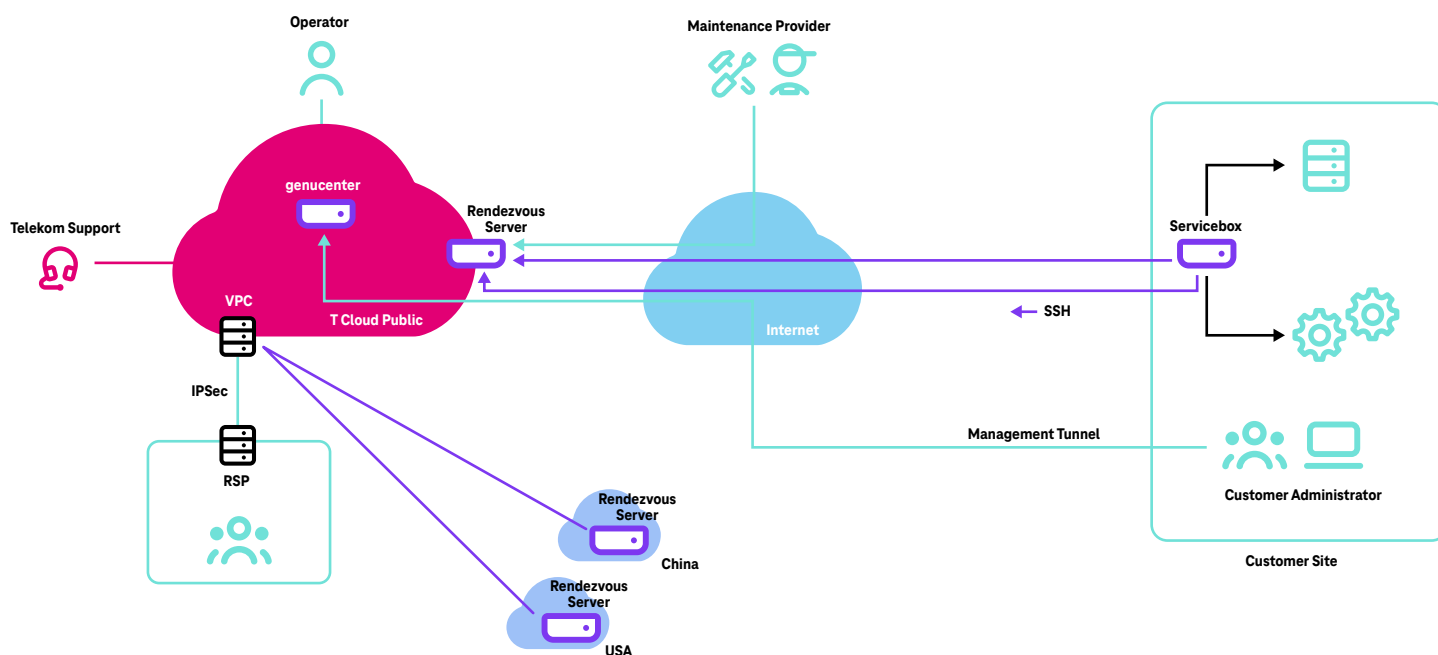 Operator
Maintenance Provider
genucenter
Rendezvous
Server
Telekom Support
Servicebox
VPC
T Cloud Public
Internet
SSH
IPSec
Management Tunnel
RSP
Rendezvous
Server
China
Customer Administrator
Customer Site
Rendezvous
Server
USA